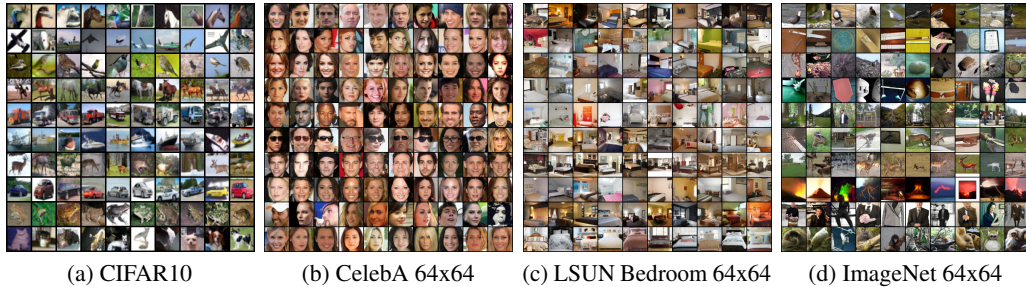 (a) CIFAR10
(b) CelebA 64x64
(c) LSUN Bedroom 64x64
(d) ImageNet 64x64